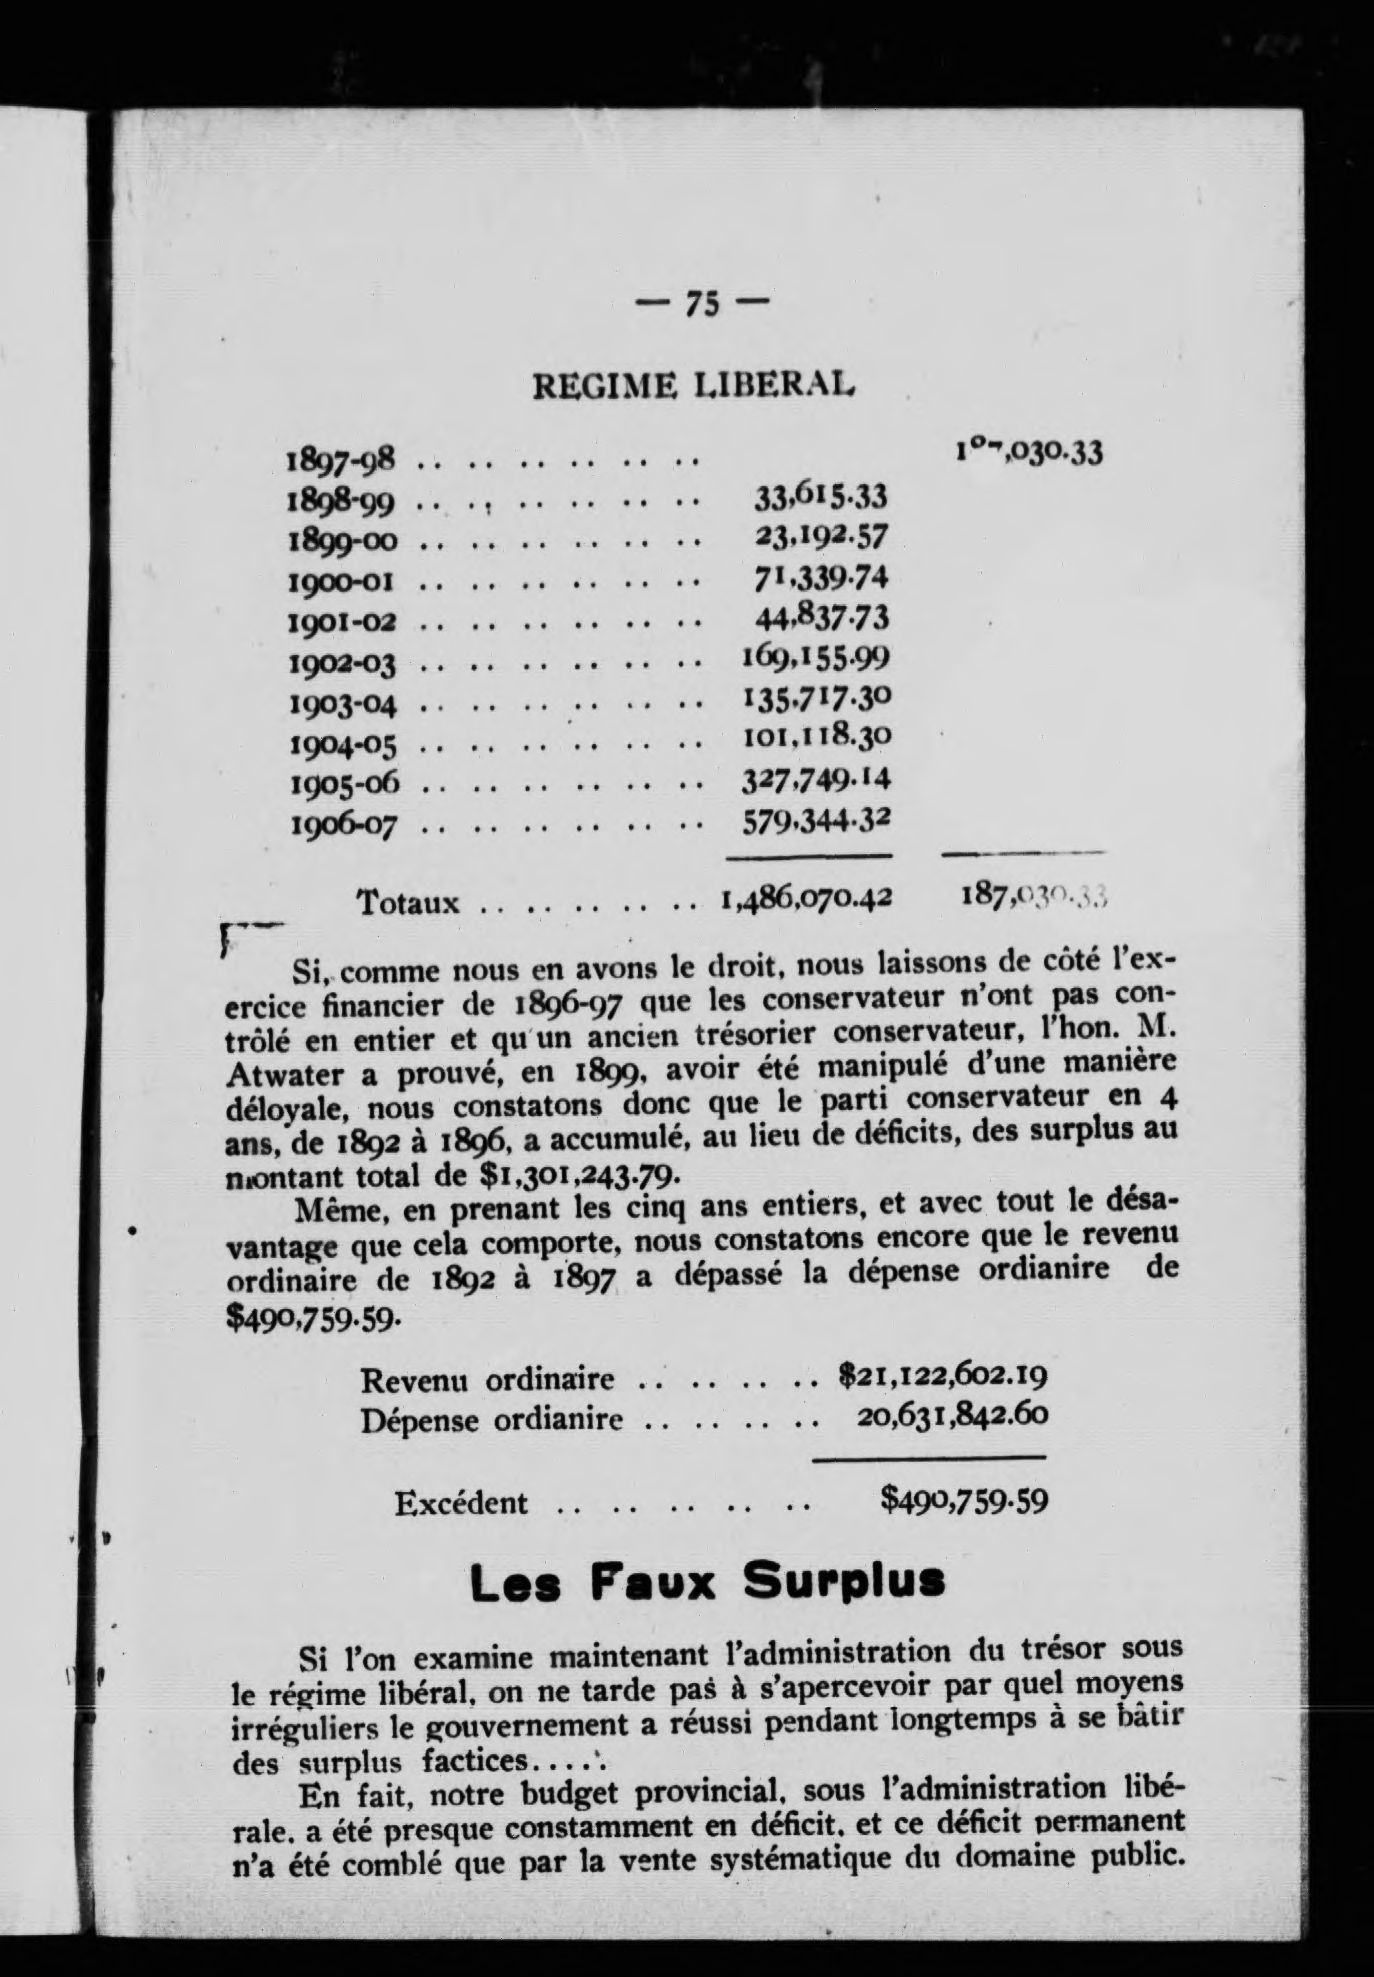 — 75 —
REGIME LIBERAL
1897-98 .. .. .. .. .. ..
1898-99 .. .. .. .. .. .. 33,615.33
1899-00 .. .. .. .. .. .. 23,192.57
1900-01 .. .. .. .. .. .. 71,339.74
1901-02 .. .. .. .. .. .. 44,837.73
1902-03 .. .. .. .. .. .. 169,155.99
1903-04 .. .. .. .. .. .. 135,717.30
1904-05 .. .. .. .. .. .. 101,118.30
1905-06 .. .. .. .. .. .. 327,749.14
1906-07 .. .. .. .. .. .. 579,344.32
Totaux .. .. .. .. .. 1,486,070.42 187,030.33
Si, comme nous en avons le droit, nous laissons de côté l'ex-
ercice financier de 1896-97 que les conservateur n'ont pas con-
trôlé en entier et qu'un ancien trésorier conservateur, l'hon. M.
Atwater a prouvé, en 1899, avoir été manipulé d'une manière
déloyale, nous constatons donc que le parti conservateur en 4
ans, de 1892 à 1896, a accumulé, au lieu de déficits, des surplus au
montant total de $1,301,243.79.
Même, en prenant les cinq ans entiers, et avec tout le désa-
vantage que cela comporte, nous constatons encore que le revenu
ordinaire de 1892 à 1897 a dépassé la dépense ordianire de
$490,759.59.
Revenu ordinaire .. .. .. .. $21,122,602.19
Dépense ordianire .. .. .. .. 20,631,842.60
Excédent .. .. .. .. .. $490,759.59
Les Faux Surplus
Si l'on examine maintenant l'administration du trésor sous
le régime libéral, on ne tarde pas à s'apercevoir par quel moyens
irréguliers le gouvernement a réussi pendant longtemps à se bâtir
des surplus factices.....
En fait, notre budget provincial, sous l'administration libé-
rale. a été presque constamment en déficit. et ce déficit permanent
n'a été comblé que par la vente systématique du domaine public.